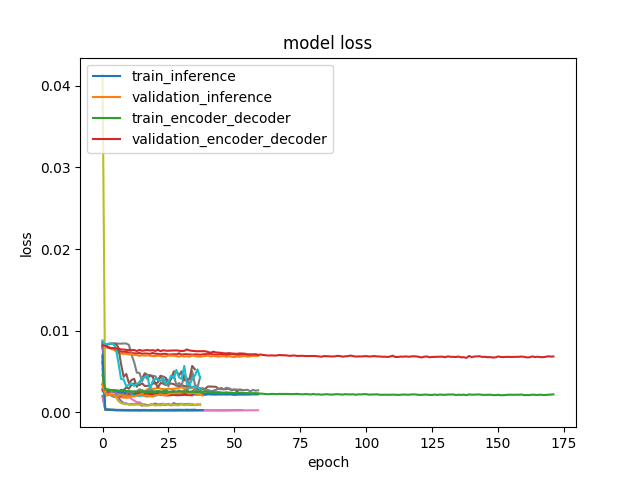 model loss
train_inference
validation_inference
train_encoder_decoder
validation_encoder_decoder
0.04
0.03
0.02
0.01
0.00
loss
0 25 50 75 100 125 150 175
epoch